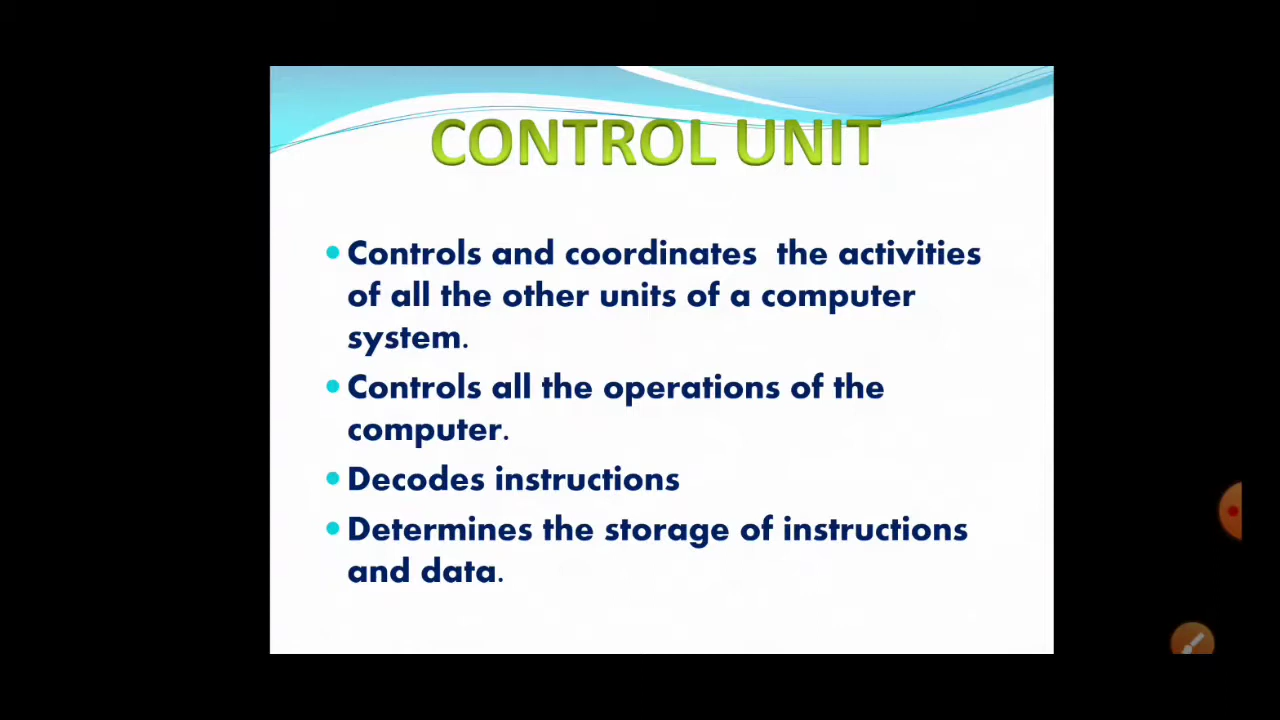 CONTROL UNIT
Controls and coordinates the activities
of all the other units of a computer
system.
Controls all the operations of the
computer.
Decodes instructions
Determines the storage of instructions
and data.